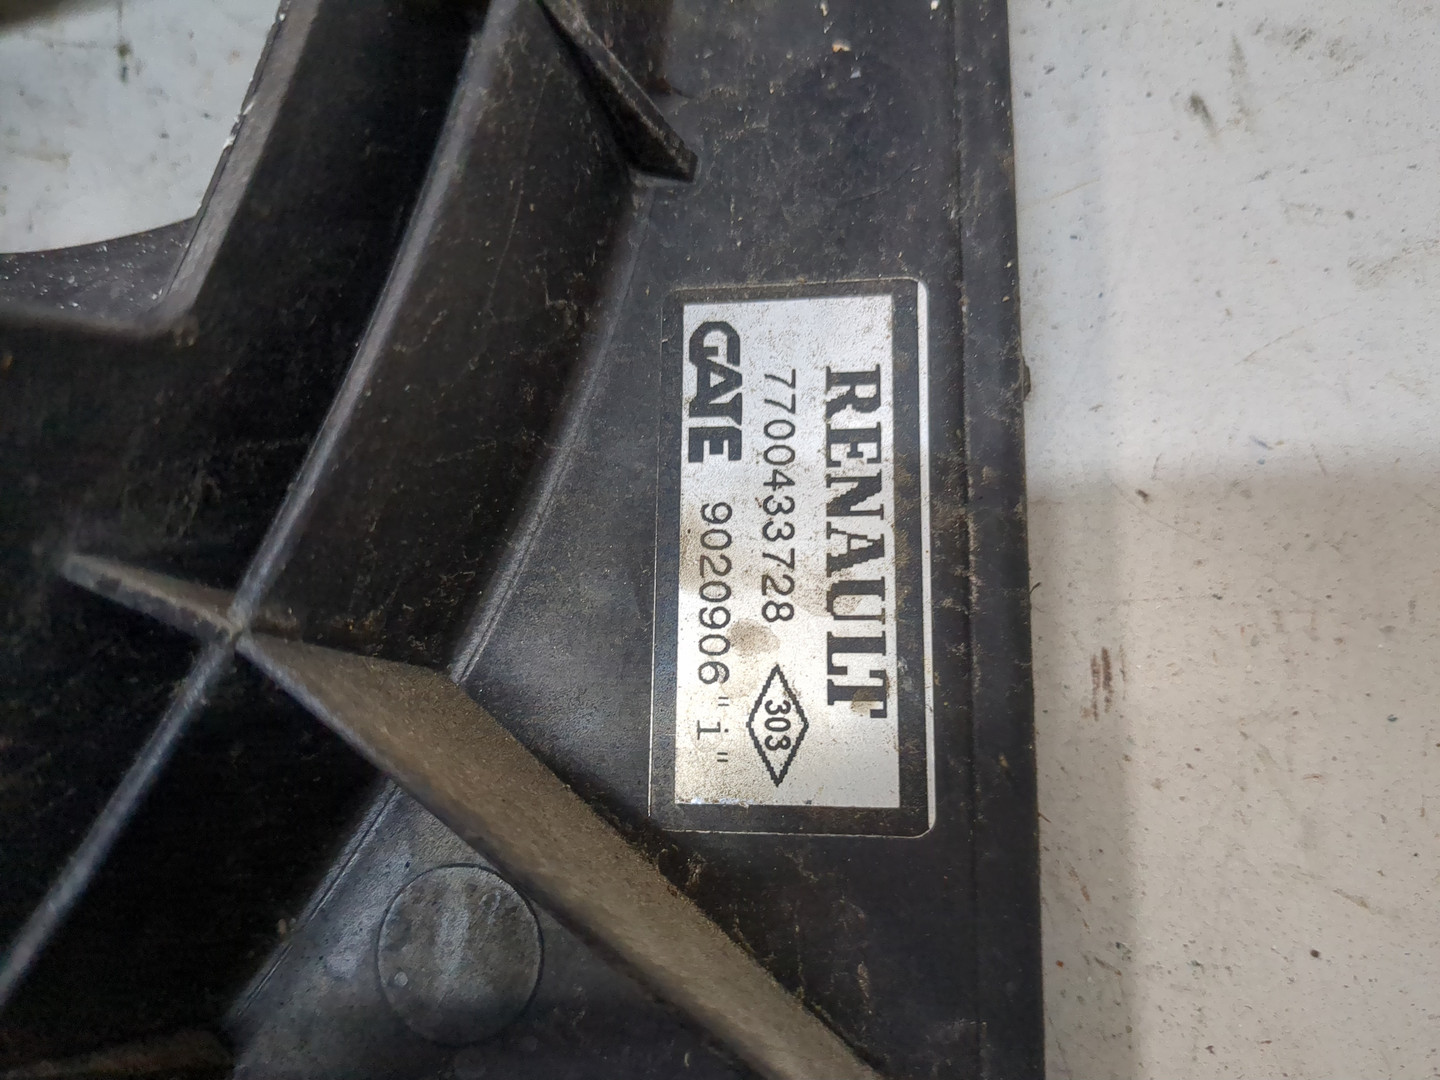 RENAULT
7700433728 303
GATE 9020906 "i"